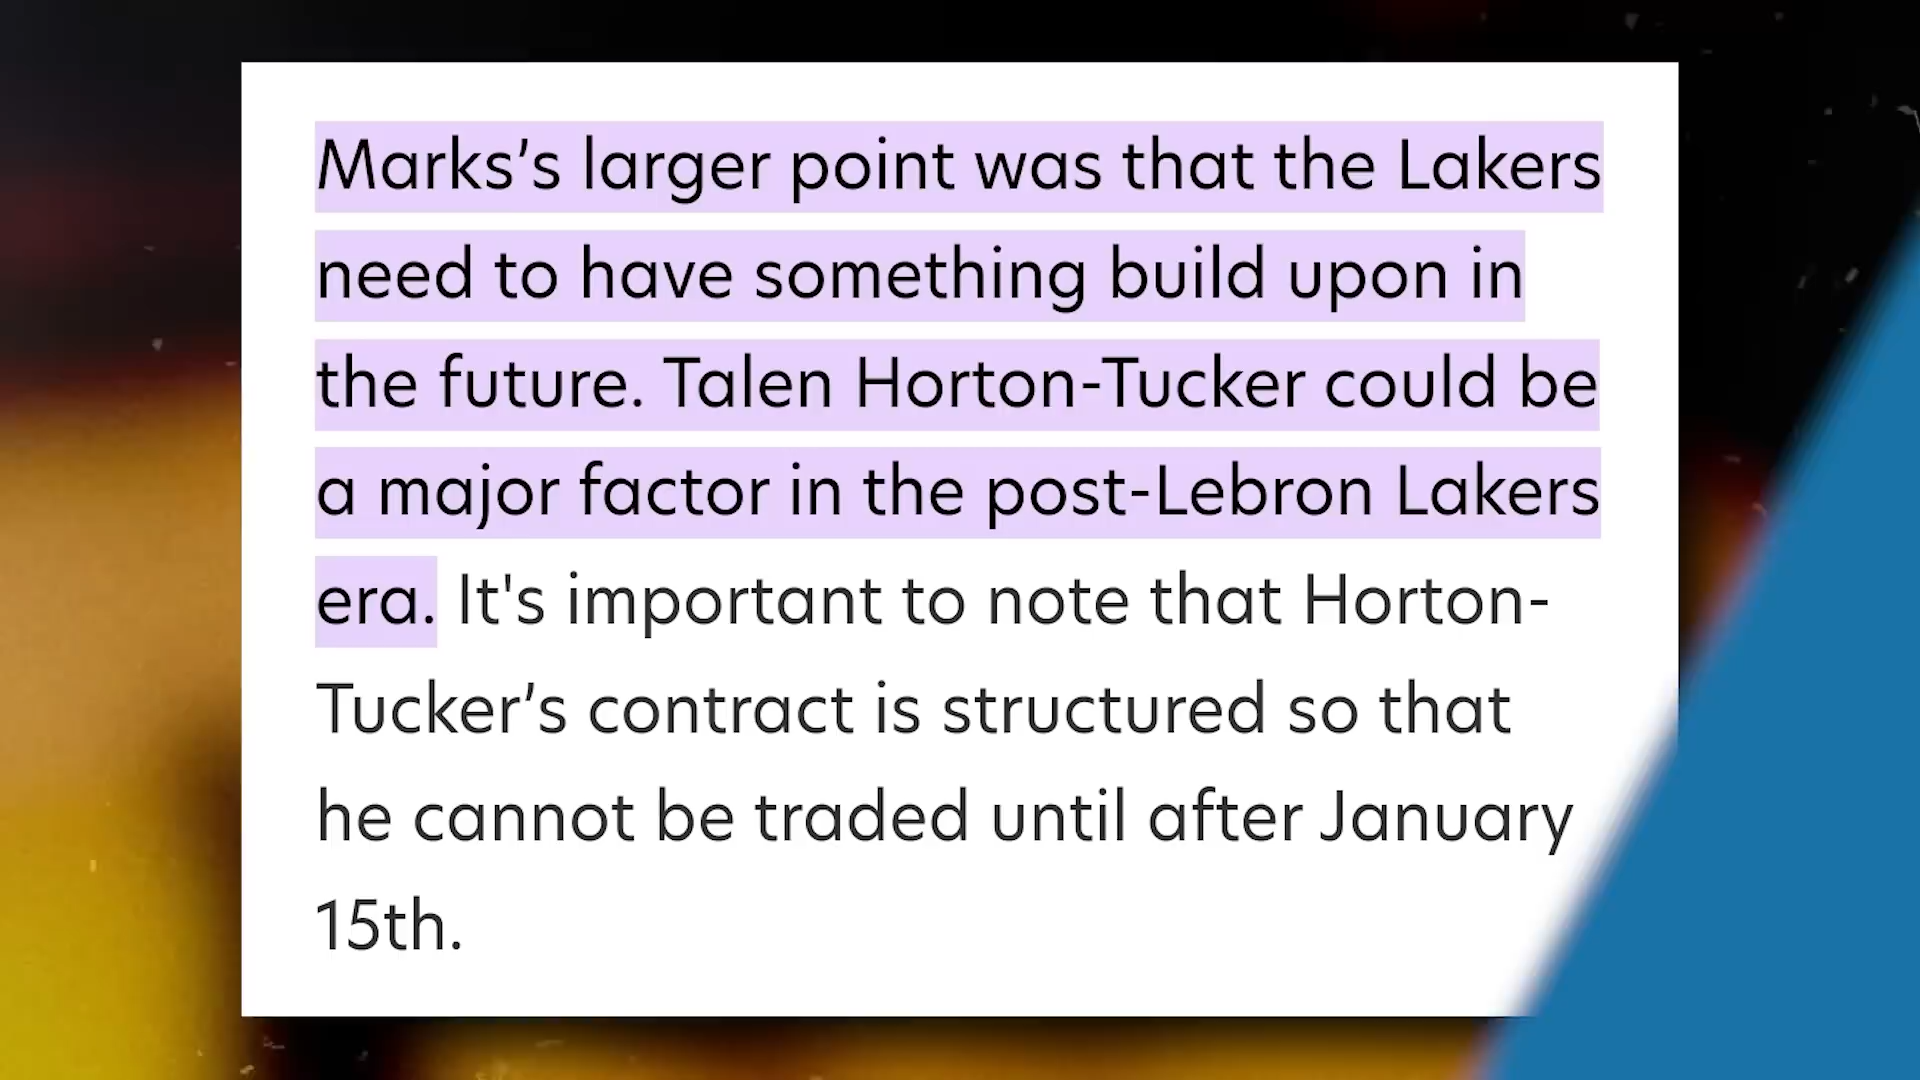 Marks’s larger point was that the Lakers
need to have something build upon in
the future. Talen Horton-Tucker could be
a major factor in the post-Lebron Lakers
era. It's important to note that Horton-
Tucker’s contract is structured so that
he cannot be traded until after January
15th.